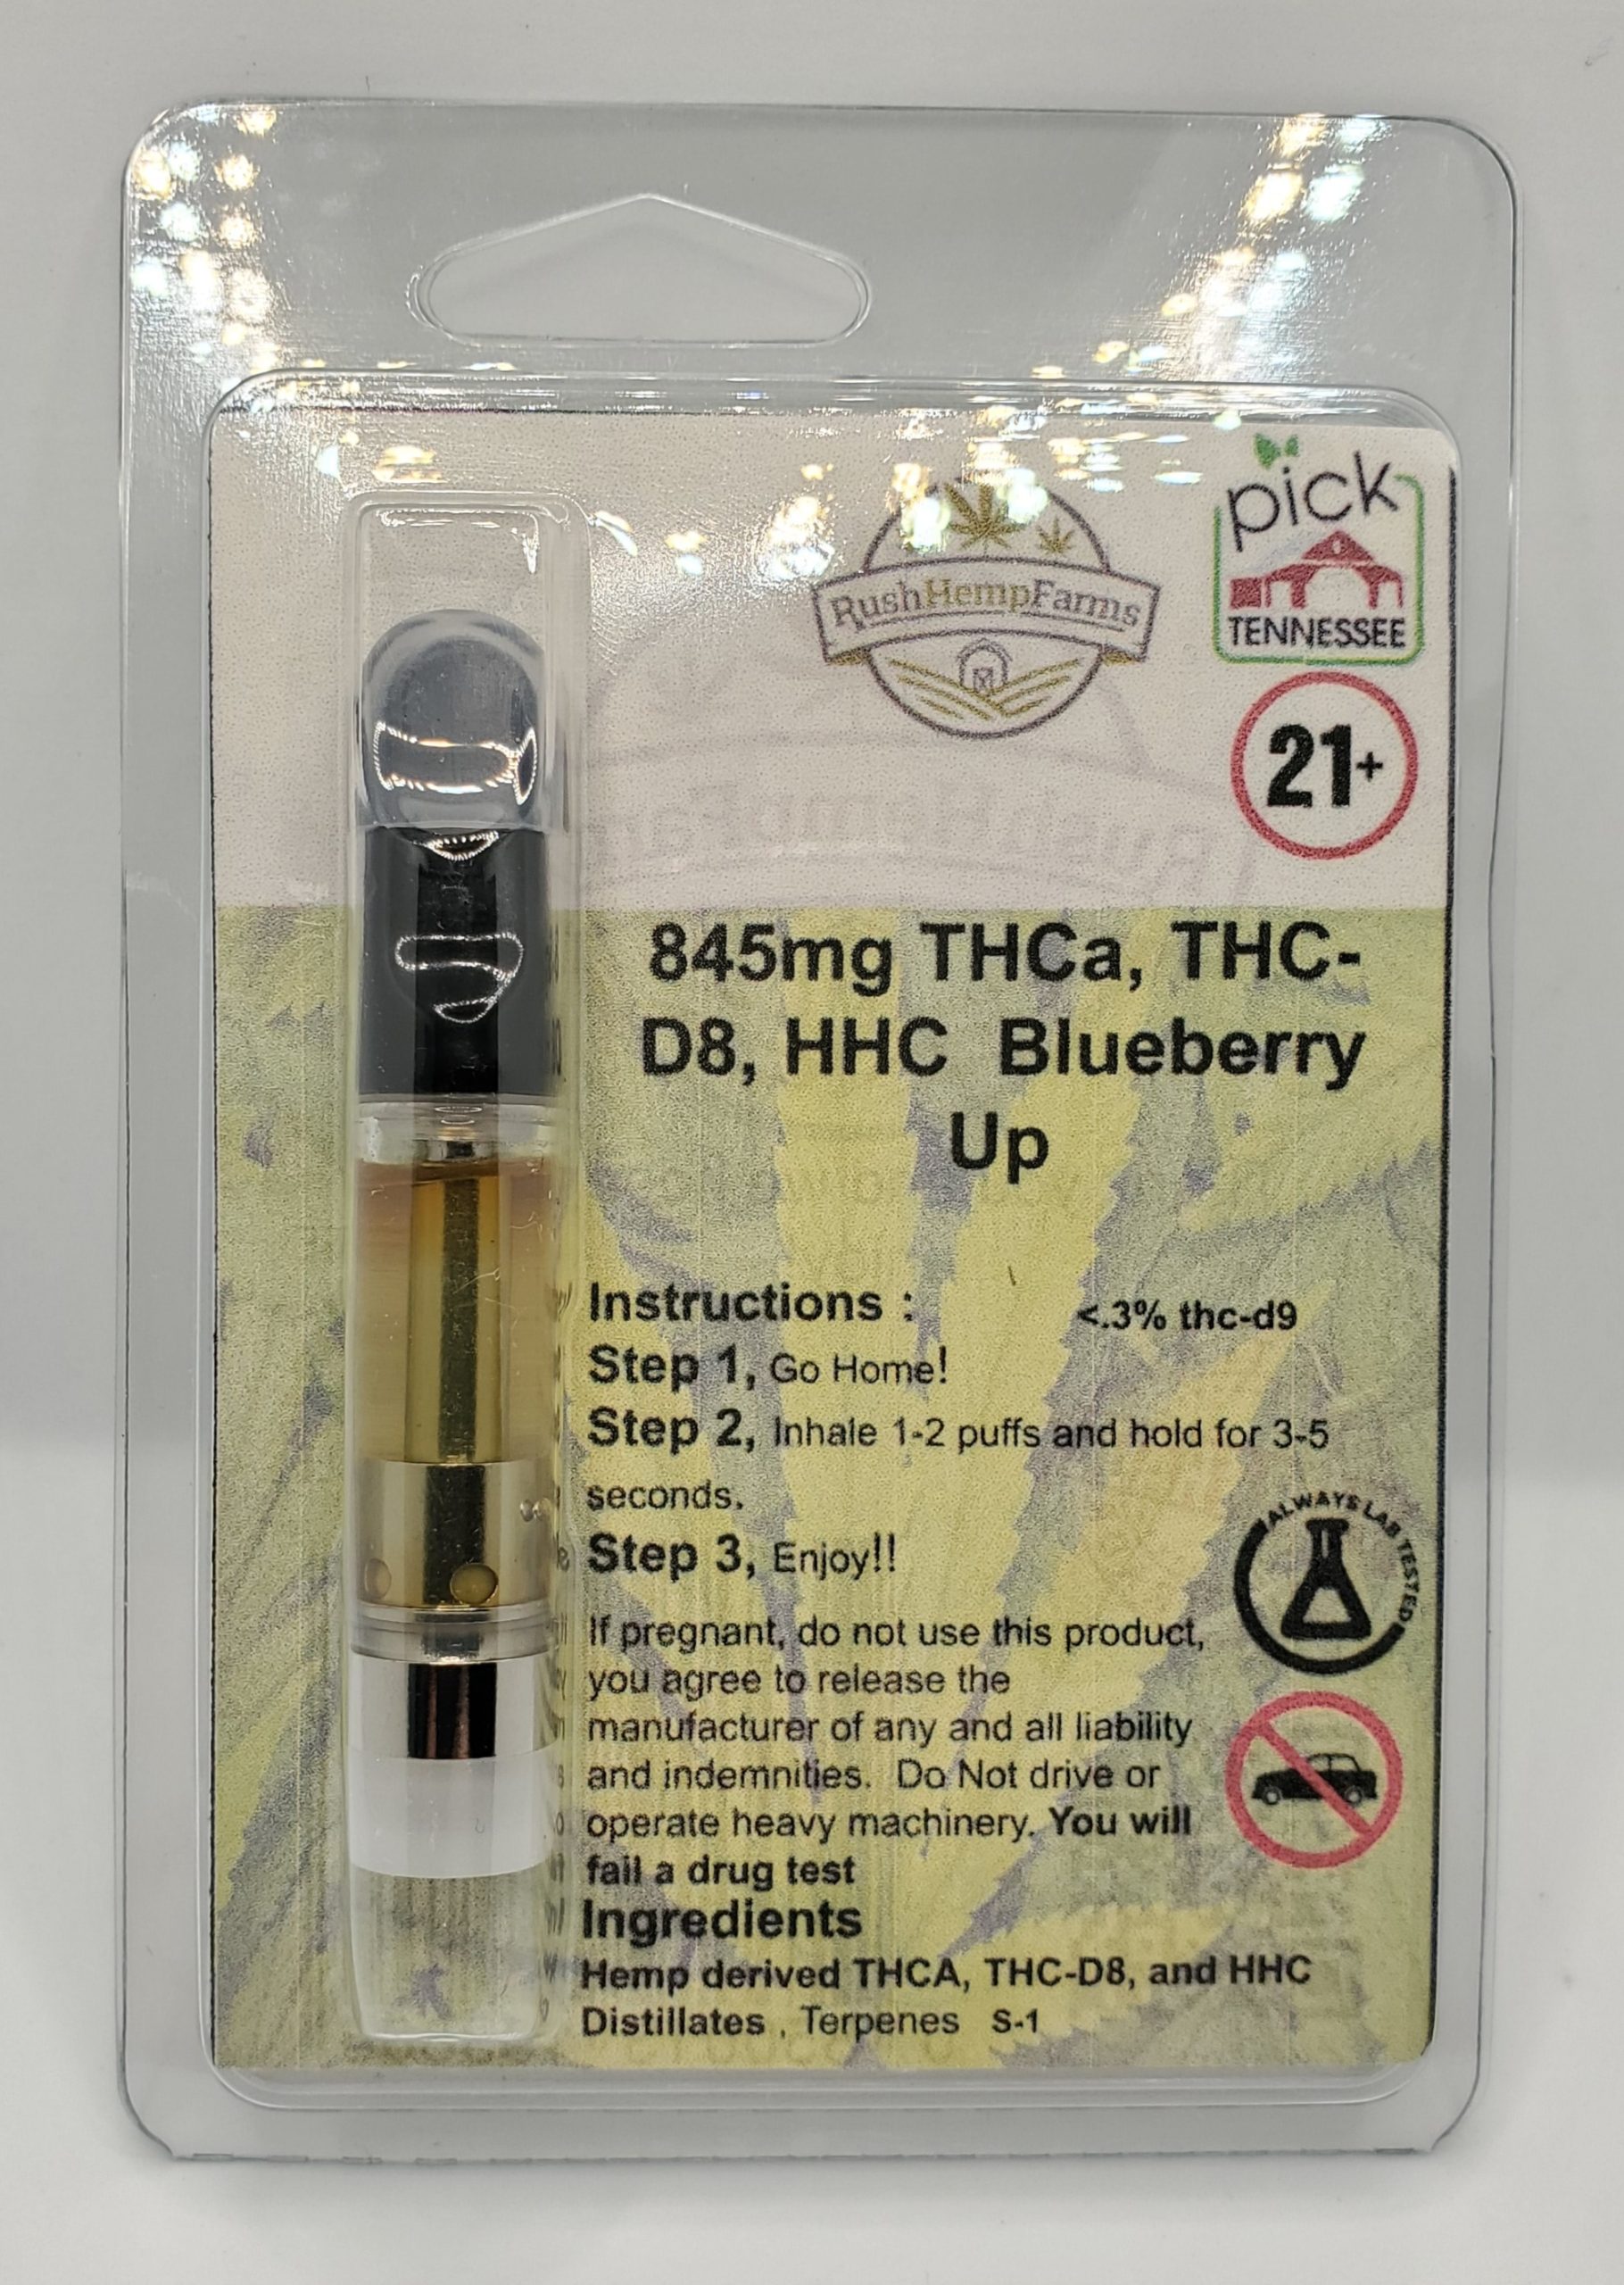 pick
TENNESSEE
RushHempFarms
21+
845mg THCa, THC-
D8, HHC Blueberry
Up
Instructions :
<.3% thc-d9
Step 1, Go Home!
Step 2, Inhale 1-2 puffs and hold for 3-5
seconds.
Step 3, Enjoy!!
ALWAYS LAB TESTED
If pregnant, do not use this product,
you agree to release the
manufacturer of any and all liability
and indemnities. Do Not drive or
operate heavy machinery. You will
fail a drug test
Ingredients
Hemp derived THCA, THC-D8, and HHC
Distillates , Terpenes S-1